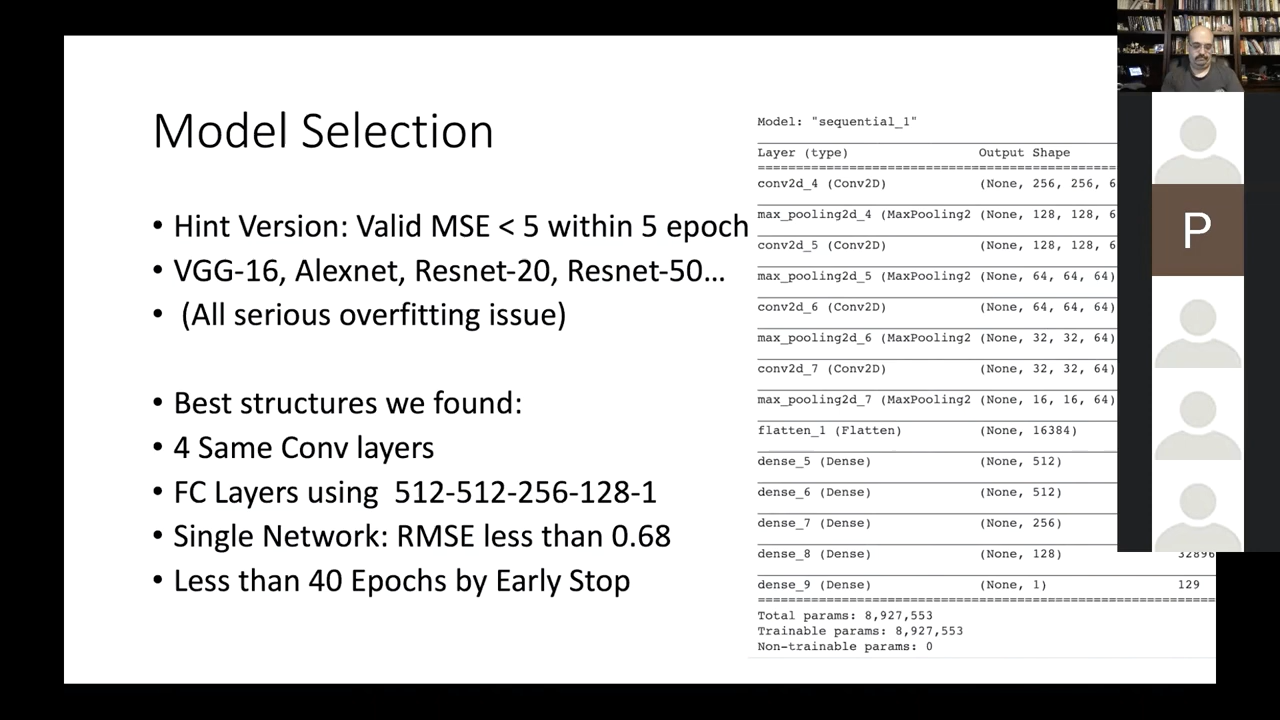 Model Selection
• Hint Version: Valid MSE < 5 within 5 epoch
• VGG-16, Alexnet, Resnet-20, Resnet-50…
• (All serious overfitting issue)
• Best structures we found:
• 4 Same Conv layers
• FC Layers using 512-512-256-128-1
• Single Network: RMSE less than 0.68
• Less than 40 Epochs by Early Stop
Model: "sequential_1"
Layer (type) Output Shape
conv2d_4 (Conv2D) (None, 256, 256, 6
max_pooling2d_4 (MaxPooling2 (None, 128, 128, 6
conv2d_5 (Conv2D) (None, 128, 128, 6
max_pooling2d_5 (MaxPooling2 (None, 64, 64, 64)
conv2d_6 (Conv2D) (None, 64, 64, 64)
max_pooling2d_6 (MaxPooling2 (None, 32, 32, 64)
conv2d_7 (Conv2D) (None, 32, 32, 64)
max_pooling2d_7 (MaxPooling2 (None, 16, 16, 64)
flatten_1 (Flatten) (None, 16384)
dense_5 (Dense) (None, 512)
dense_6 (Dense) (None, 512)
dense_7 (Dense) (None, 256)
dense_8 (Dense) (None, 128) 32896
dense_9 (Dense) (None, 1) 129
Total params: 8,927,553
Trainable params: 8,927,553
Non-trainable params: 0
P